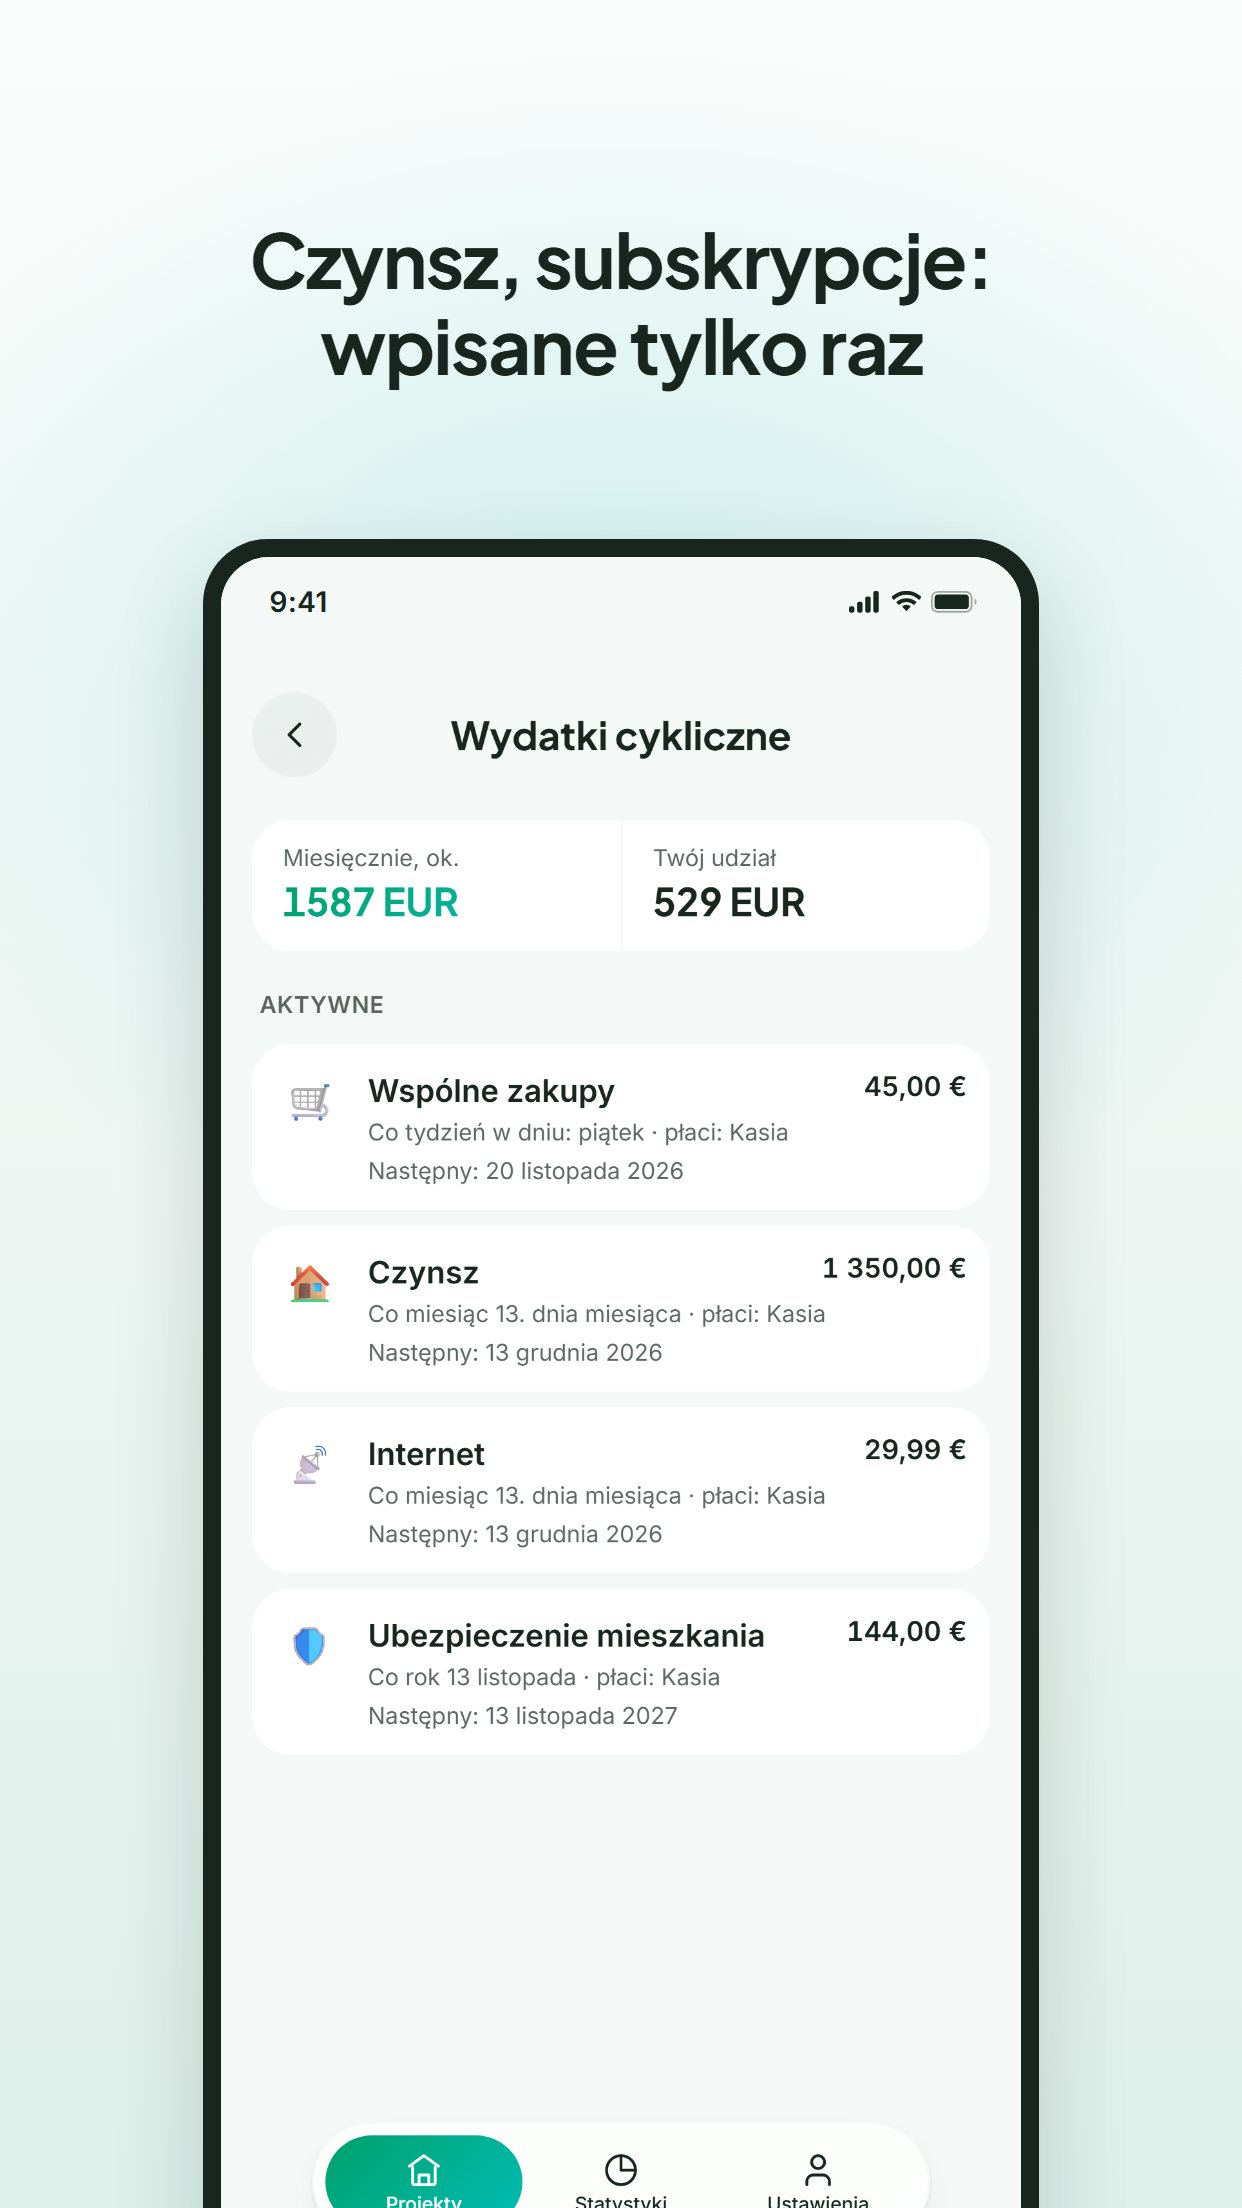 Czynsz, subskrypcje:
wpisane tylko raz
9:41
Wydatki cykliczne
Miesięcznie, ok.
1587 EUR
Twój udział
529 EUR
AKTYWNE
Wspólne zakupy
45,00 €
Co tydzień w dniu: piątek · płaci: Kasia
Następny: 20 listopada 2026
Czynsz
1 350,00 €
Co miesiąc 13. dnia miesiąca · płaci: Kasia
Następny: 13 grudnia 2026
Internet
29,99 €
Co miesiąc 13. dnia miesiąca · płaci: Kasia
Następny: 13 grudnia 2026
Ubezpieczenie mieszkania
144,00 €
Co rok 13 listopada · płaci: Kasia
Następny: 13 listopada 2027
Projekty
Statystyki
Ustawienia